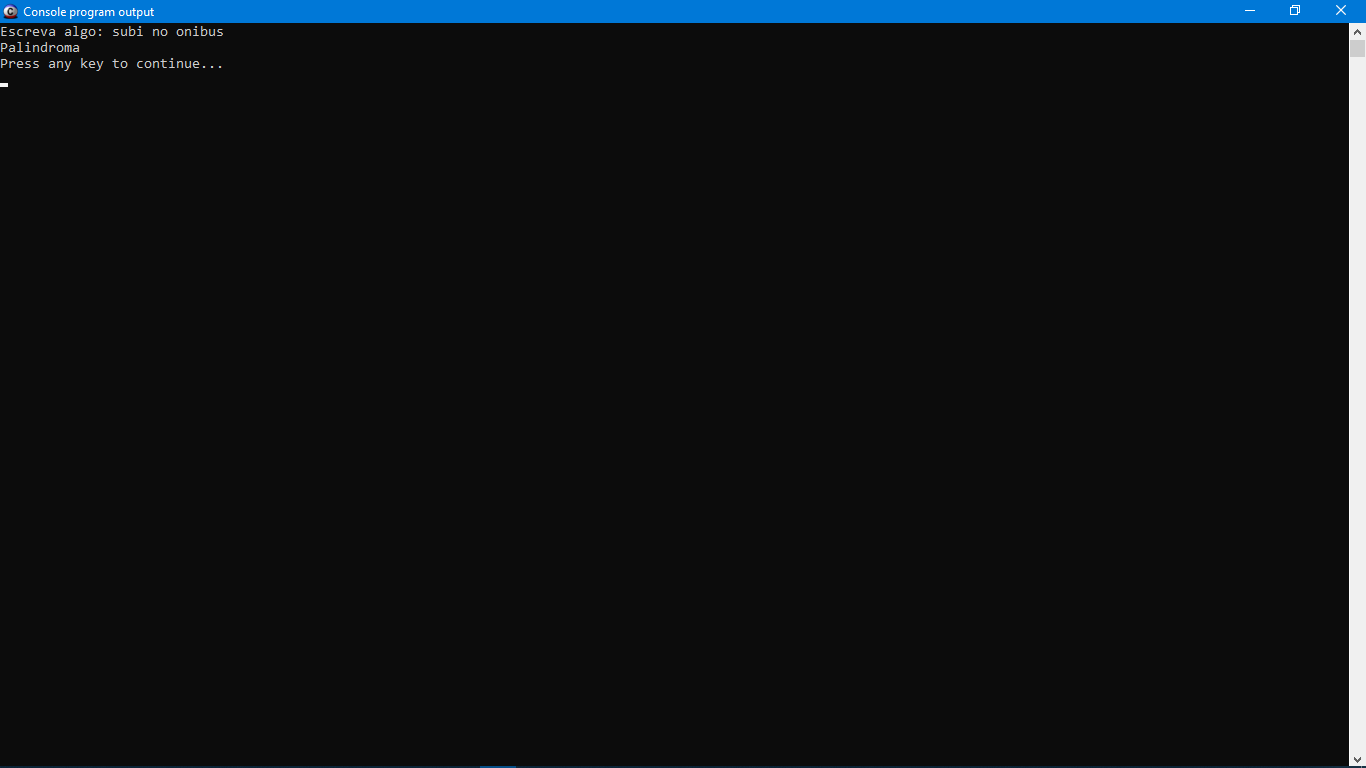 Console program output
Escreva algo: subi no onibus
Palindroma
Press any key to continue...